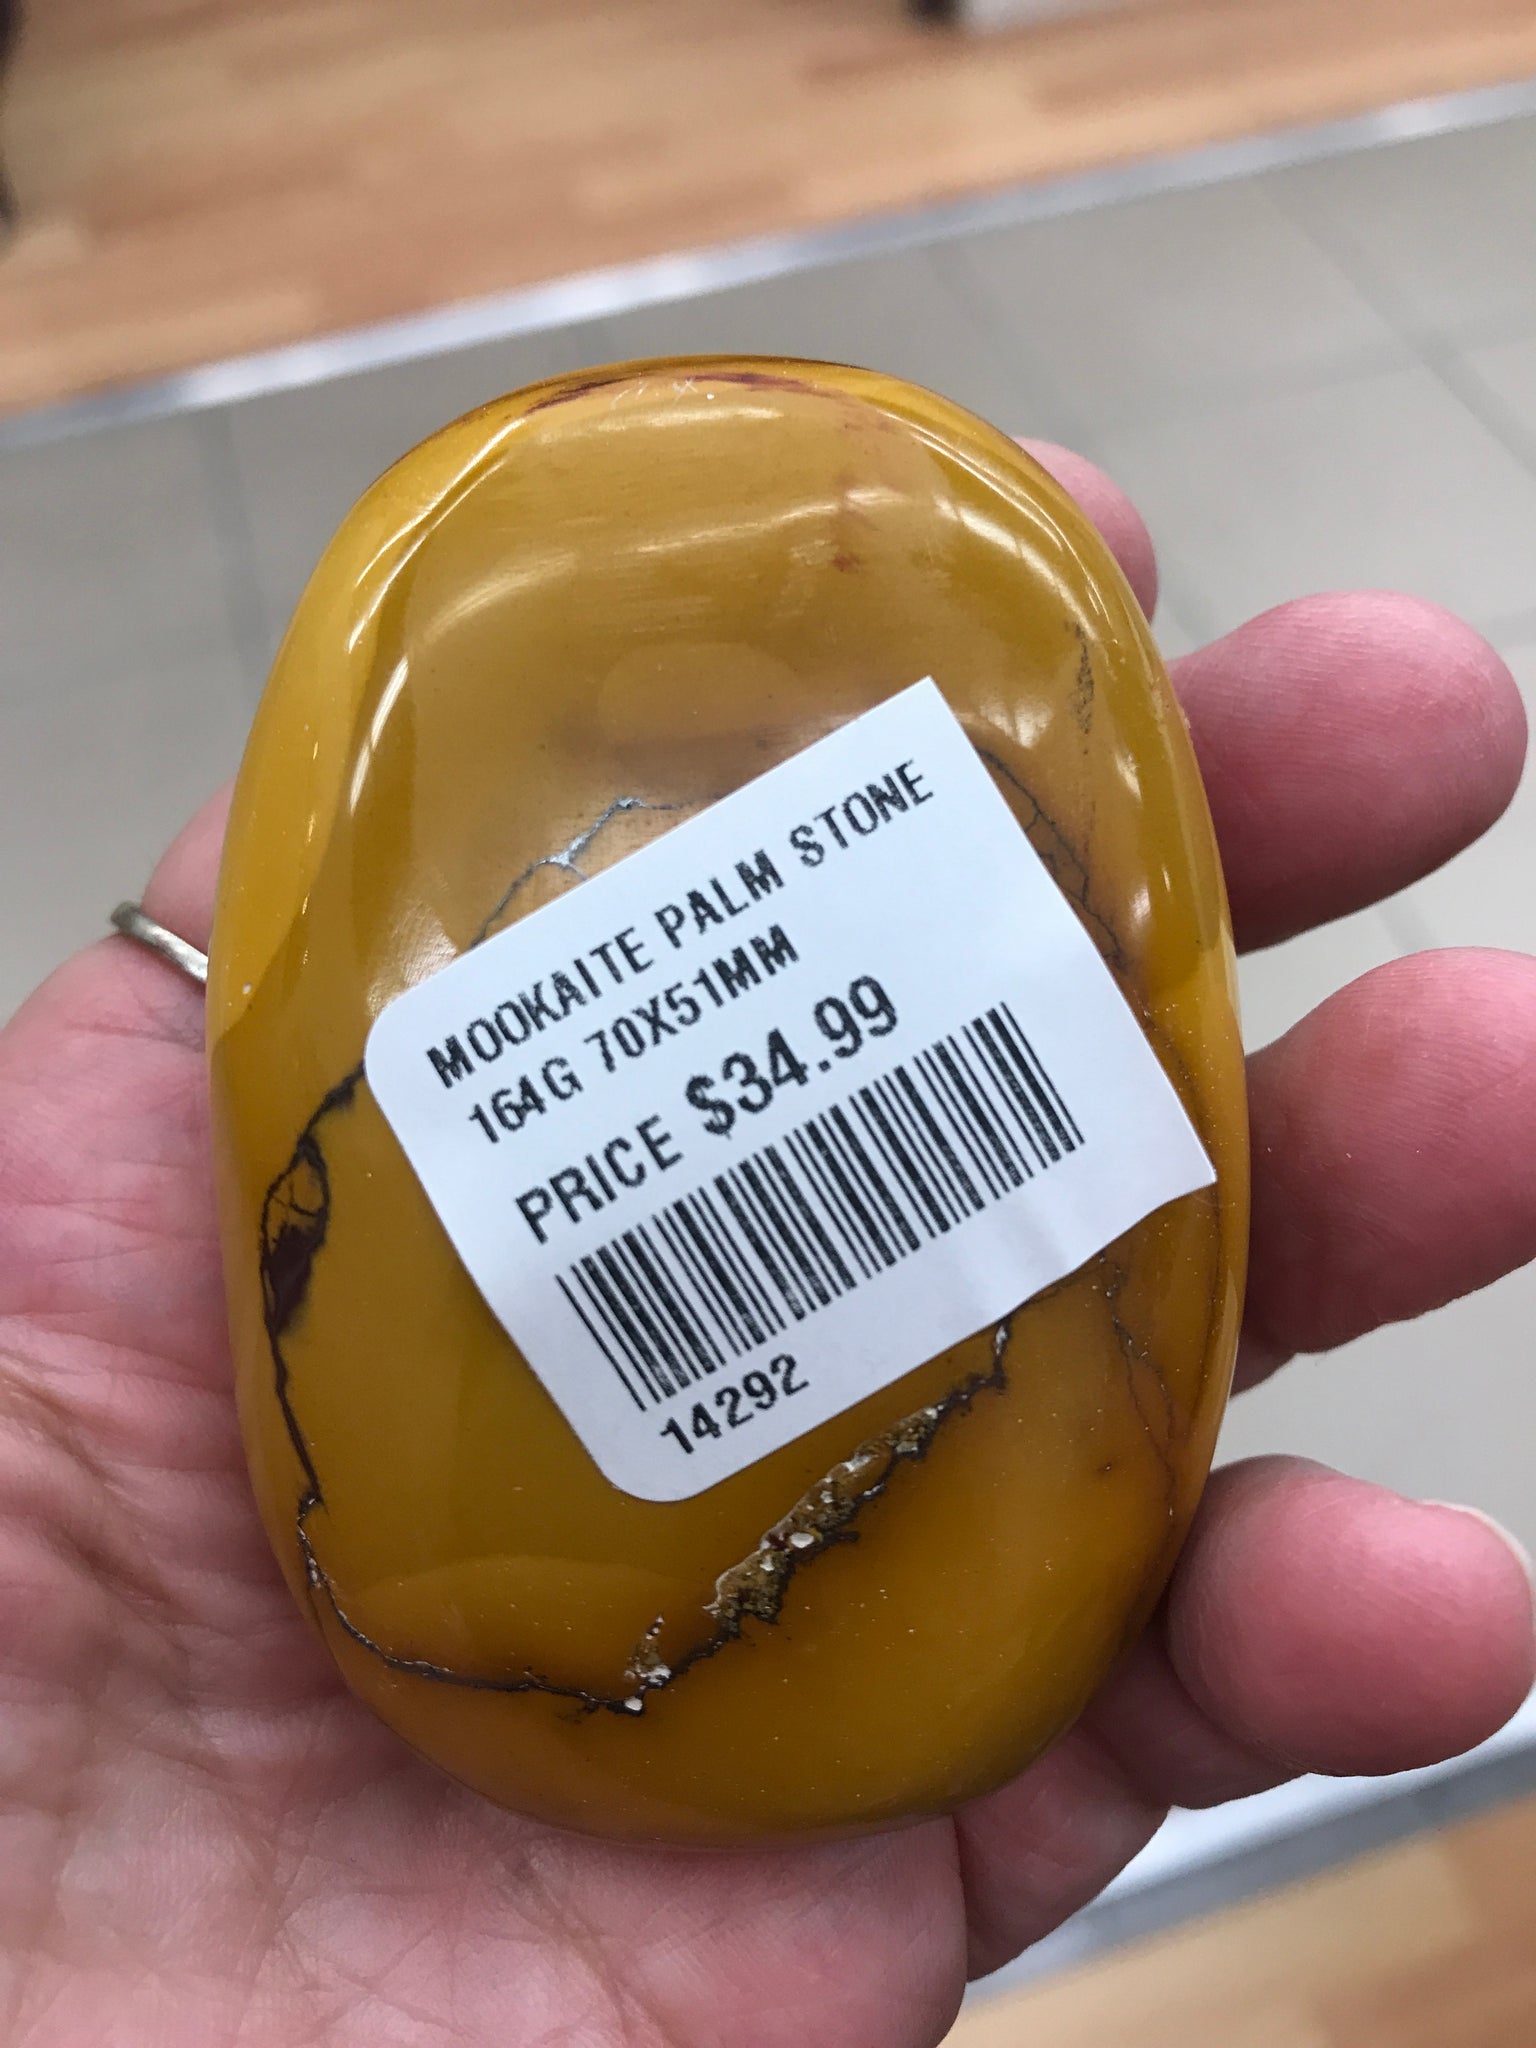 MOOKAITE PALM STONE
164G 70X51MM
PRICE $34.99
14292